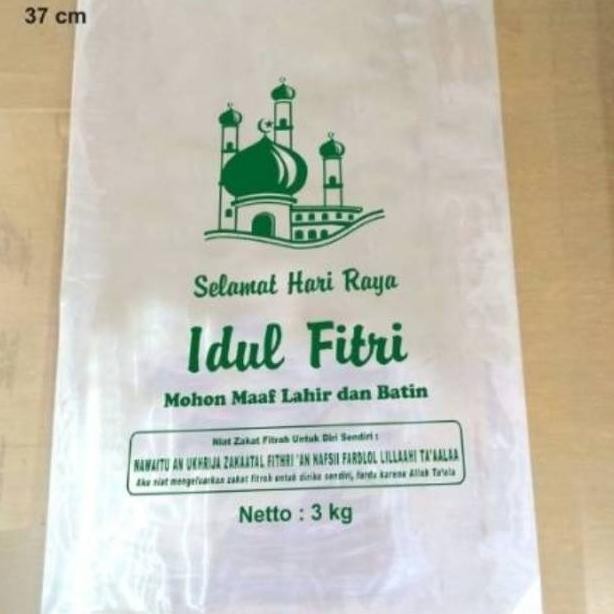 37 cm
Selamat Hari Raya
Idul Fitri
Mohon Maaf Lahir dan Batin
Niat Zakat Fitrah Untuk Diri Sendiri :
NAWAITU AN UKHRIJA ZAKAATAL FITHRI 'AN NAFSII FARDLOL LILLAAHI TA'AALAA
Aku niat mengeluarkan zakat fitrah untuk diriku sendiri, fardu karena Allah Ta'ala
Netto : 3 kg